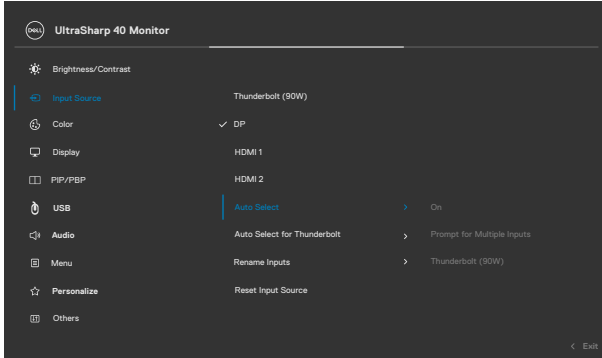 DELL UltraSharp 40 Monitor
Brightness/Contrast
Input Source Thunderbolt (90W)
Color DP
Display HDMI 1
PIP/PBP HDMI 2
USB Auto Select > On
Audio Auto Select for Thunderbolt > Prompt for Multiple Inputs
Menu Rename Inputs > Thunderbolt (90W)
Personalize Reset Input Source
Others
< Exit